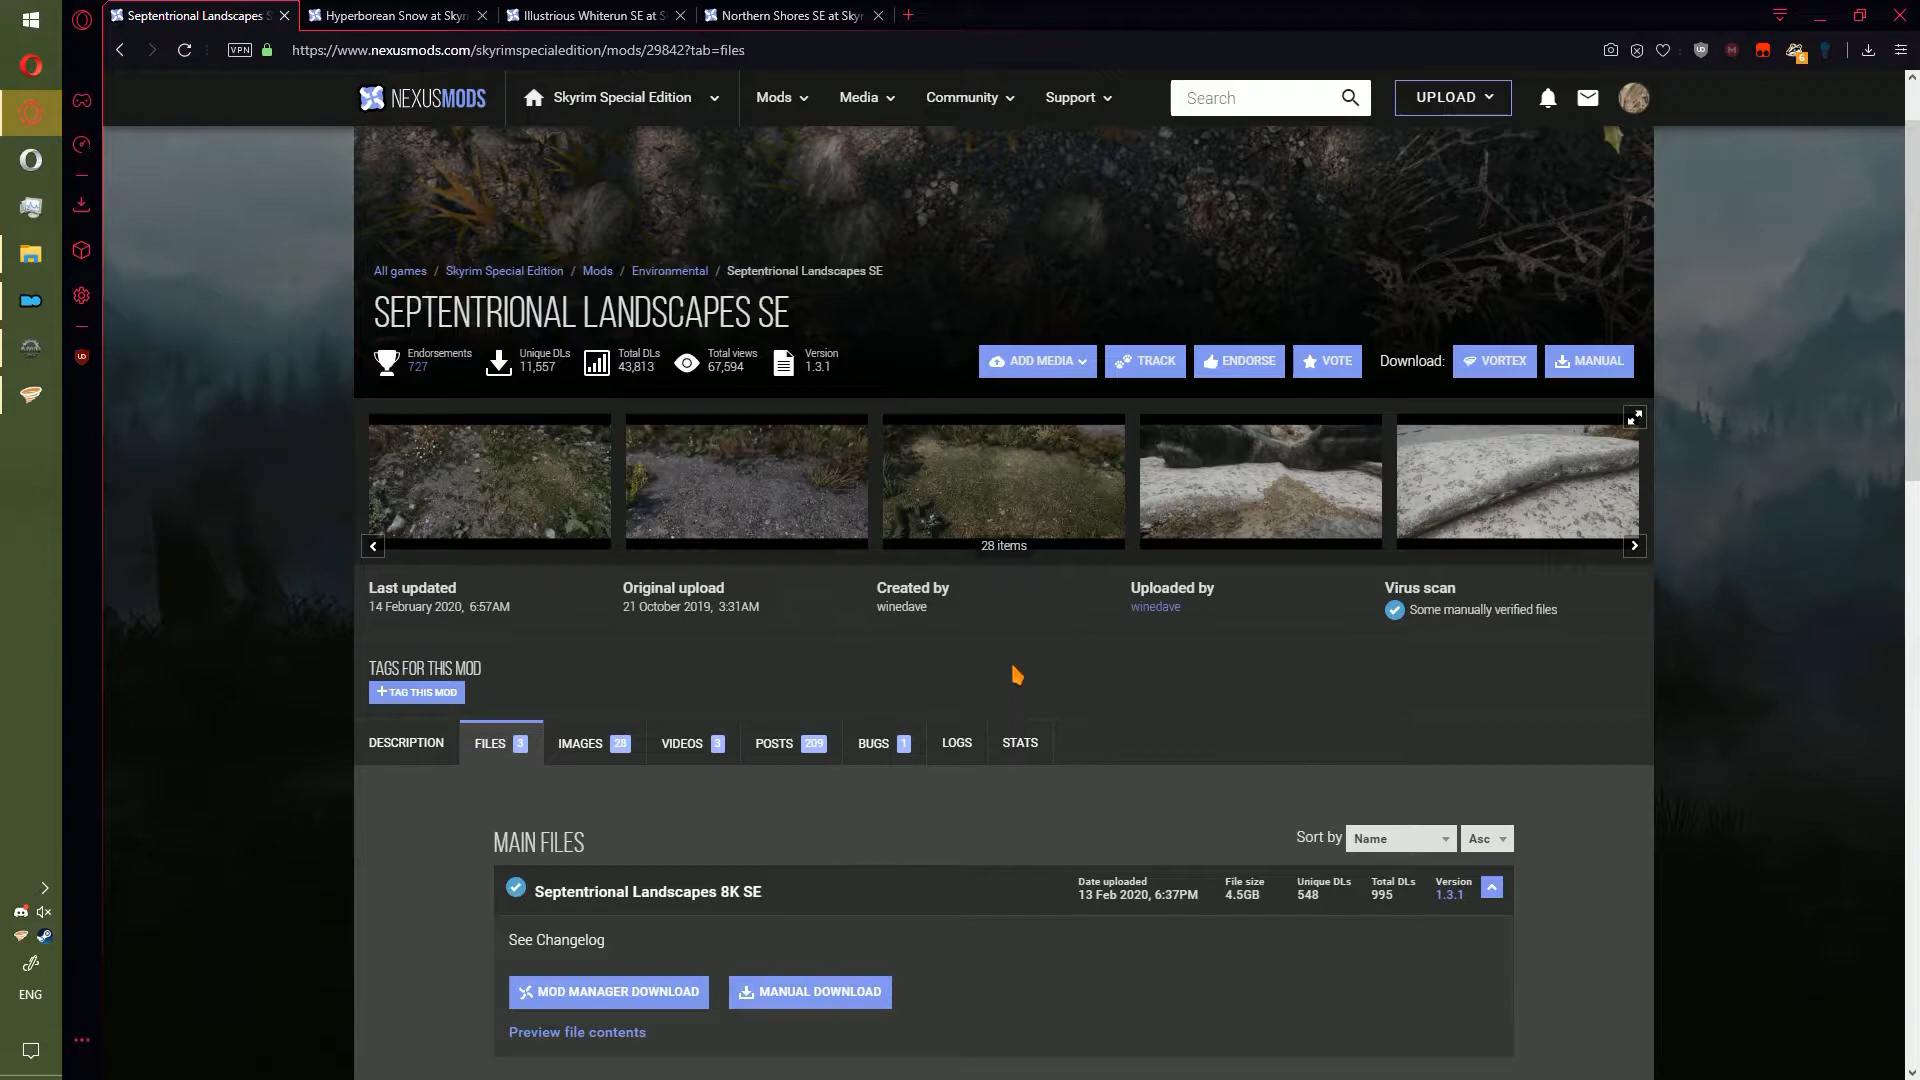 Septentrional Landscapes S
Hyperborean Snow at Skyr
Illustrious Whiterun SE at S
Northern Shores SE at Skyr
VPN
https://www.nexusmods.com/skyrimspecialedition/mods/29842?tab=files
6
NEXUSMODS
Skyrim Special Edition
Mods
Media
Community
Support
Search
UPLOAD
All games / Skyrim Special Edition / Mods / Environmental / Septentrional Landscapes SE
SEPTENTRIONAL LANDSCAPES SE
Endorsements
727
Unique DLs
11,557
Total DLs
43,813
Total views
67,594
Version
1.3.1
ADD MEDIA
TRACK
ENDORSE
VOTE
Download:
VORTEX
MANUAL
28 items
Last updated
14 February 2020, 6:57AM
Original upload
21 October 2019, 3:31AM
Created by
winedave
Uploaded by
winedave
Virus scan
Some manually verified files
TAGS FOR THIS MOD
+ TAG THIS MOD
DESCRIPTION
FILES 3
IMAGES 28
VIDEOS 3
POSTS 209
BUGS 1
LOGS
STATS
MAIN FILES
Sort by
Name
Asc
Septentrional Landscapes 8K SE
Date uploaded
13 Feb 2020, 6:37PM
File size
4.5GB
Unique DLs
548
Total DLs
995
Version
1.3.1
See Changelog
MOD MANAGER DOWNLOAD
MANUAL DOWNLOAD
Preview file contents
ENG